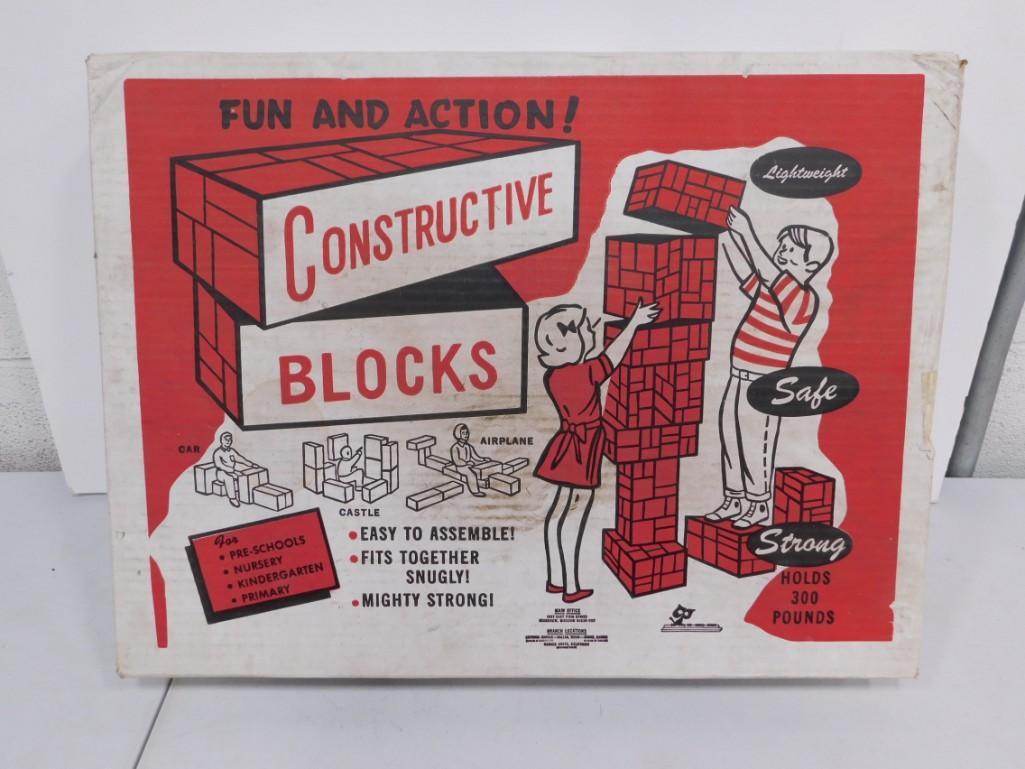 FUN AND ACTION!
CONSTRUCTIVE
BLOCKS
Lightweight
Safe
Strong
HOLDS
300
POUNDS
CAR
CASTLE
AIRPLANE
For
• PRE-SCHOOLS
• NURSERY
• KINDERGARTEN
• PRIMARY
• EASY TO ASSEMBLE!
• FITS TOGETHER
SNUGLY!
• MIGHTY STRONG!
MAIN OFFICE
BRANCH LOCATIONS